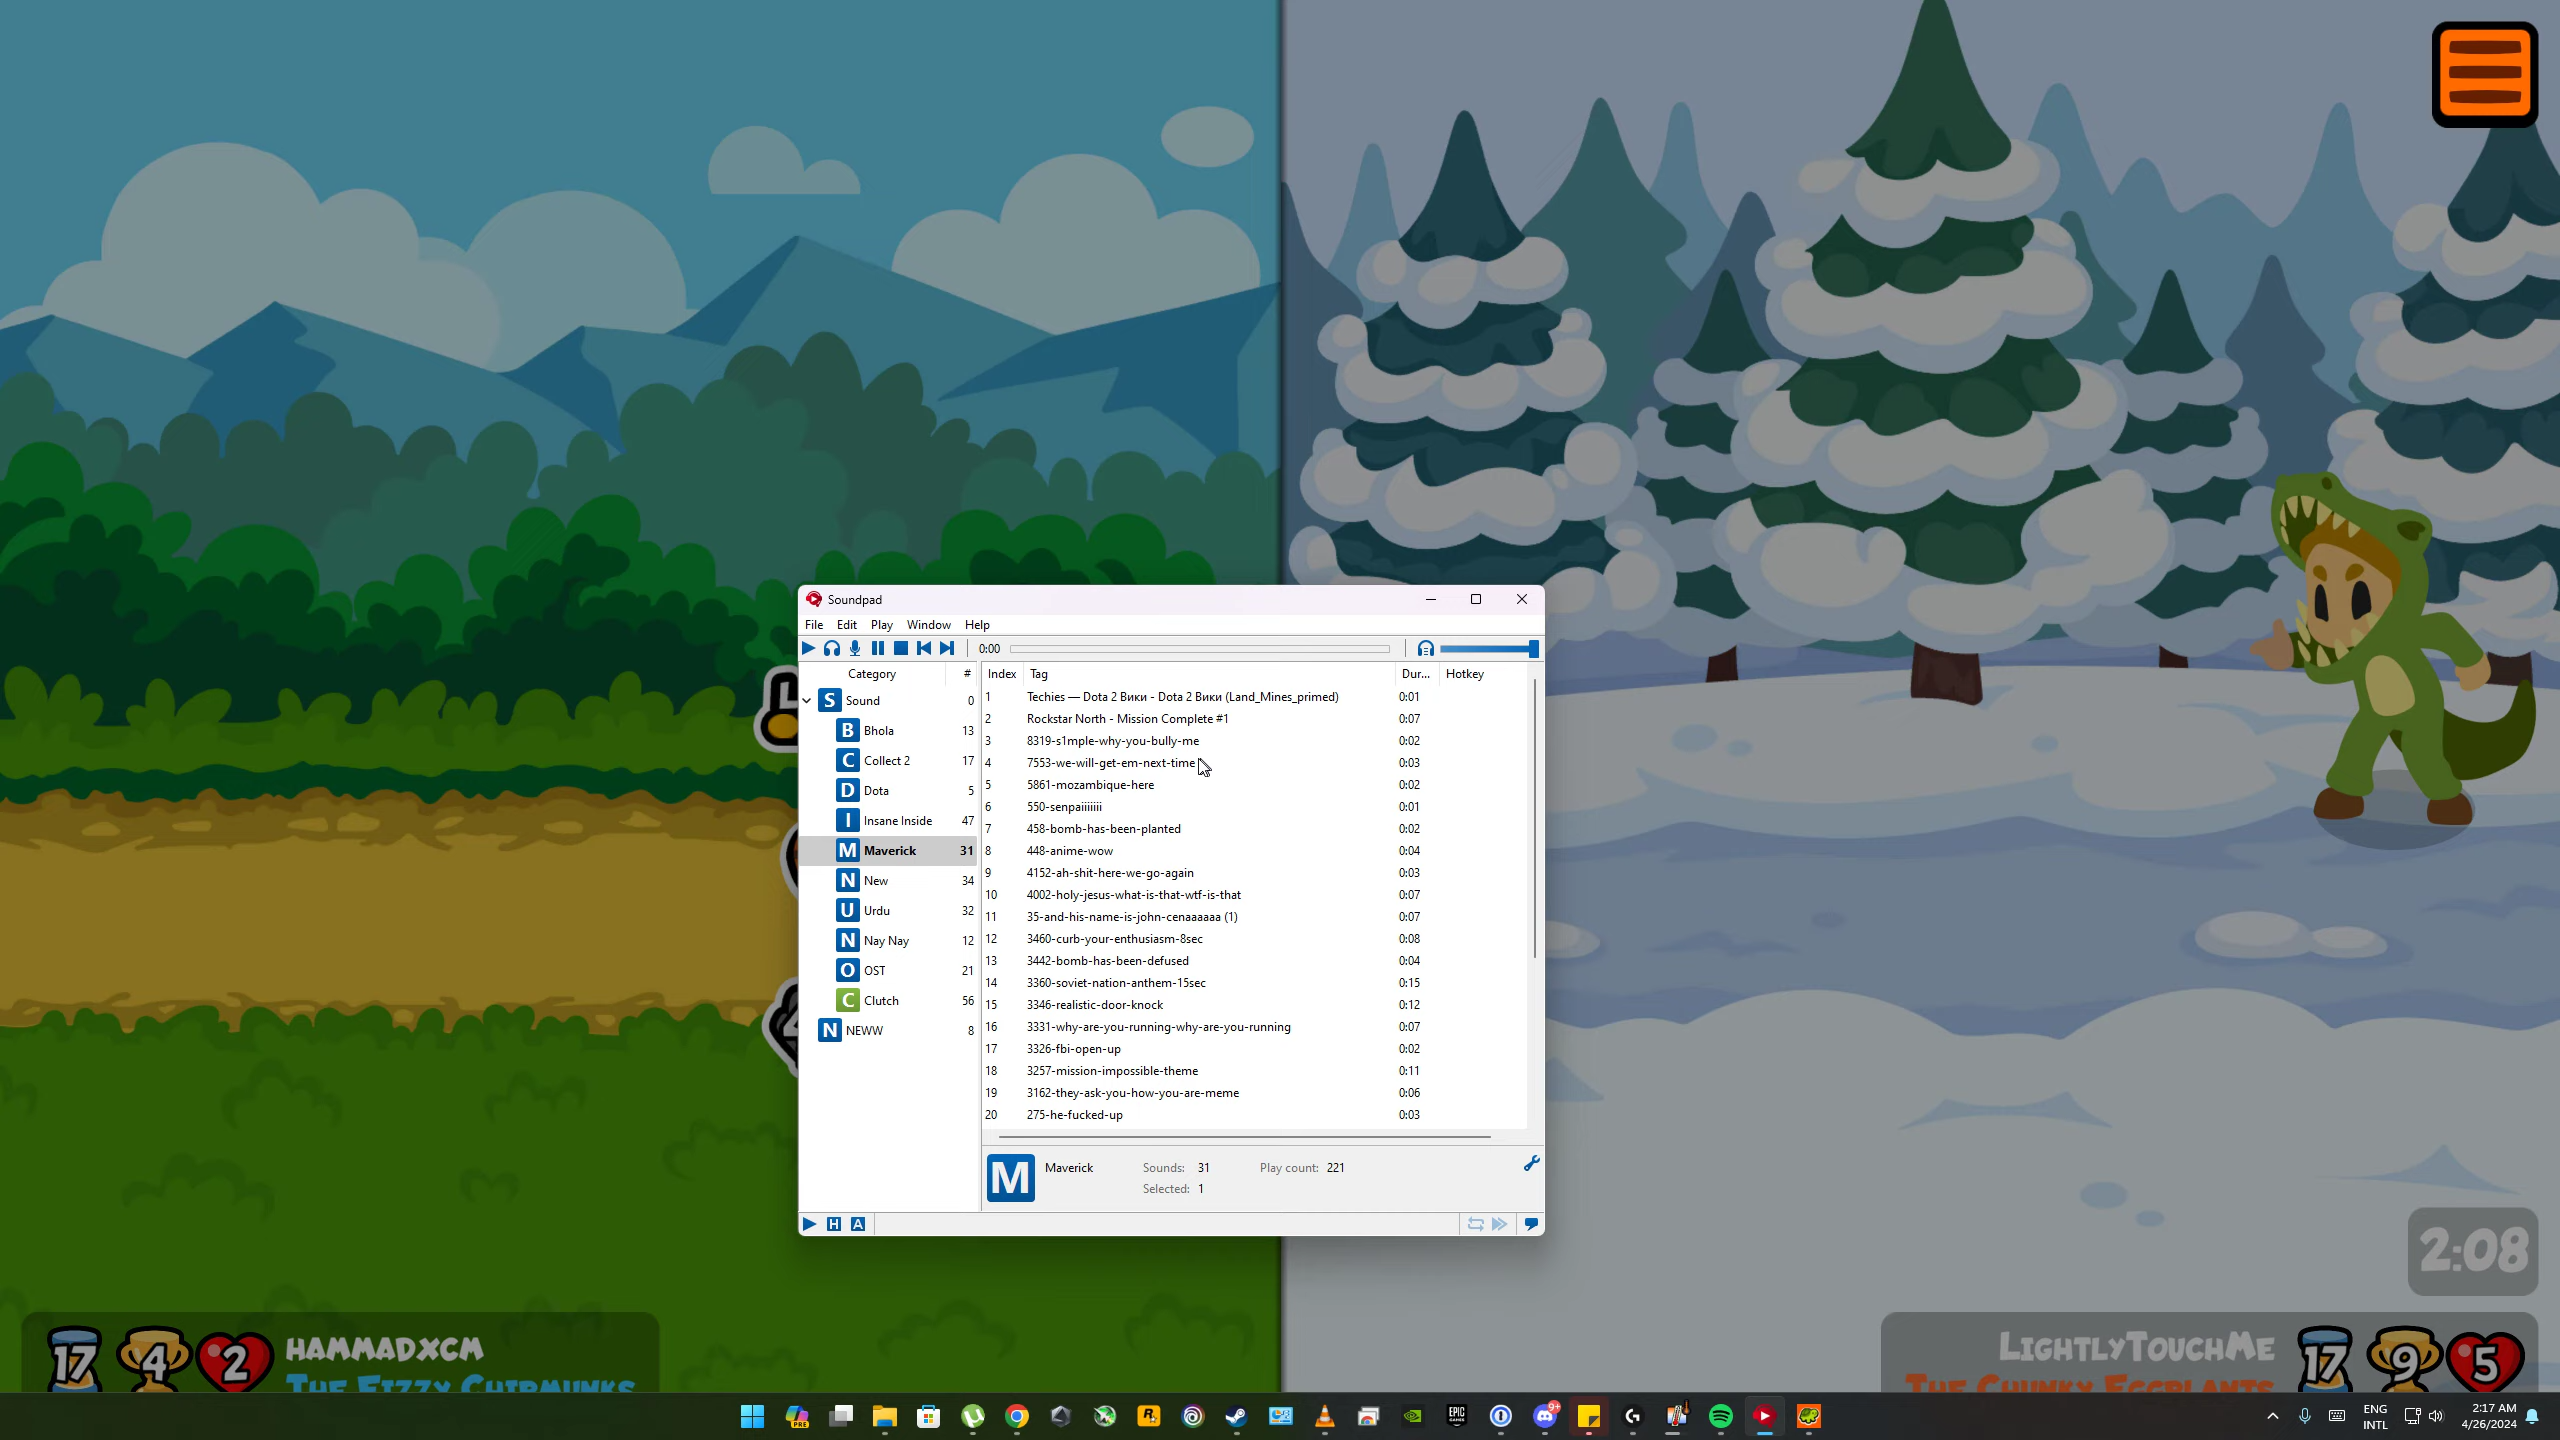 Soundpad
File Edit Play Window Help
0:00
Category #
Sound 0
B Bhola 13
C Collect 2 17
D Dota 5
I Insane Inside 47
M Maverick 31
N New 34
U Urdu 32
N Nay Nay 12
O OST 21
C Clutch 56
N NEWW 8
Index Tag Dur... Hotkey
1 Techies — Dota 2 Вики - Dota 2 Вики (Land_Mines_primed) 0:01
2 Rockstar North - Mission Complete #1 0:07
3 8319-s1mple-why-you-bully-me 0:02
4 7553-we-will-get-em-next-time 0:03
5 5861-mozambique-here 0:02
6 550-senpaiiiiiii 0:01
7 458-bomb-has-been-planted 0:02
8 448-anime-wow 0:04
9 4152-ah-shit-here-we-go-again 0:03
10 4002-holy-jesus-what-is-that-wtf-is-that 0:07
11 35-and-his-name-is-john-cenaaaaaa (1) 0:07
12 3460-curb-your-enthusiasm-8sec 0:08
13 3442-bomb-has-been-defused 0:04
14 3360-soviet-nation-anthem-15sec 0:15
15 3346-realistic-door-knock 0:12
16 3331-why-are-you-running-why-are-you-running 0:07
17 3326-fbi-open-up 0:02
18 3257-mission-impossible-theme 0:11
19 3162-they-ask-you-how-you-are-meme 0:06
20 275-he-fucked-up 0:03
M Maverick Sounds: 31 Play count: 221
Selected: 1
H A
2:08
17 4 2 HAMMADXCM
THE FIZZY CHIPMUNKS
LIGHTLYTOUCHME 17 9 5
THE CHUNKY EGGPLANTS
ENG
INTL
2:17 AM
4/26/2024